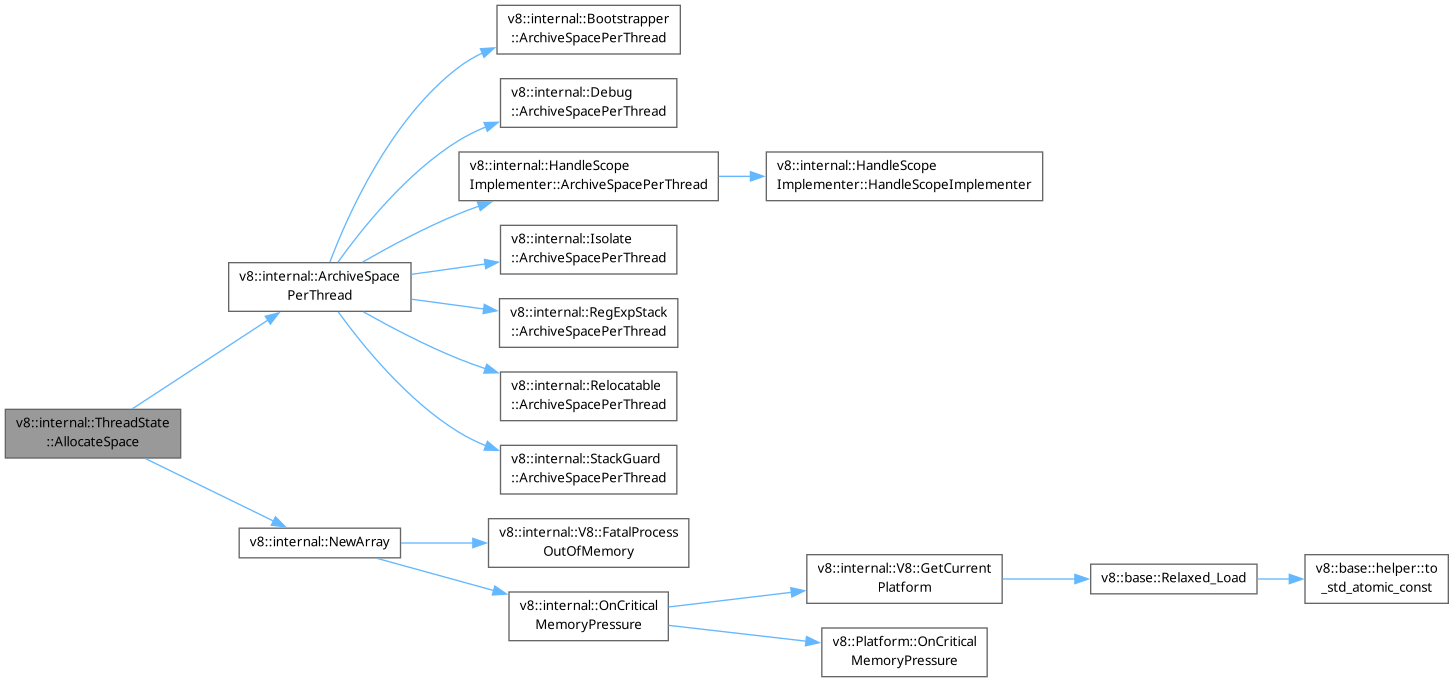 v8::internal::Bootstrapper
::ArchiveSpacePerThread
v8::internal::Debug
::ArchiveSpacePerThread
v8::internal::HandleScope
Implementer::ArchiveSpacePerThread
v8::internal::HandleScope
Implementer::HandleScopeImplementer
v8::internal::Isolate
::ArchiveSpacePerThread
v8::internal::ArchiveSpace
PerThread
v8::internal::RegExpStack
::ArchiveSpacePerThread
v8::internal::Relocatable
::ArchiveSpacePerThread
v8::internal::ThreadState
::AllocateSpace
v8::internal::StackGuard
::ArchiveSpacePerThread
v8::internal::NewArray
v8::internal::V8::FatalProcess
OutOfMemory
v8::internal::OnCritical
MemoryPressure
v8::internal::V8::GetCurrent
Platform
v8::base::Relaxed_Load
v8::base::helper::to
_std_atomic_const
v8::Platform::OnCritical
MemoryPressure